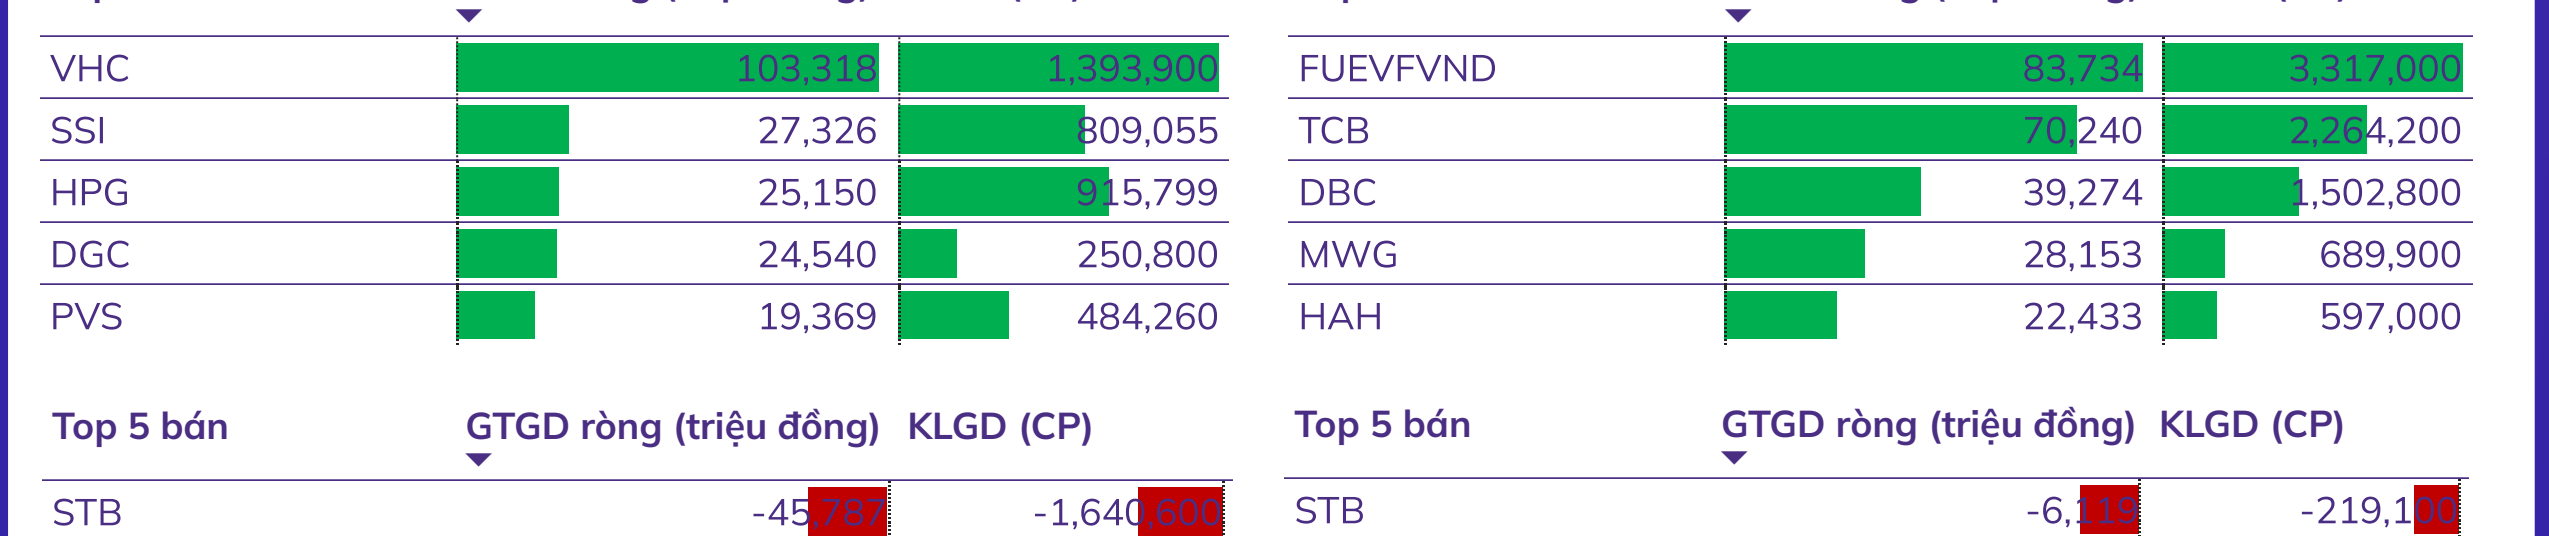 VHC 103,318 1,393,900
SSI 27,326 809,055
HPG 25,150 915,799
DGC 24,540 250,800
PVS 19,369 484,260
Top 5 bán GTGD ròng (triệu đồng) KLGD (CP)
STB -45,787 -1,640,600
FUEVFVND 83,734 3,317,000
TCB 70,240 2,264,200
DBC 39,274 1,502,800
MWG 28,153 689,900
HAH 22,433 597,000
Top 5 bán GTGD ròng (triệu đồng) KLGD (CP)
STB -6,119 -219,100